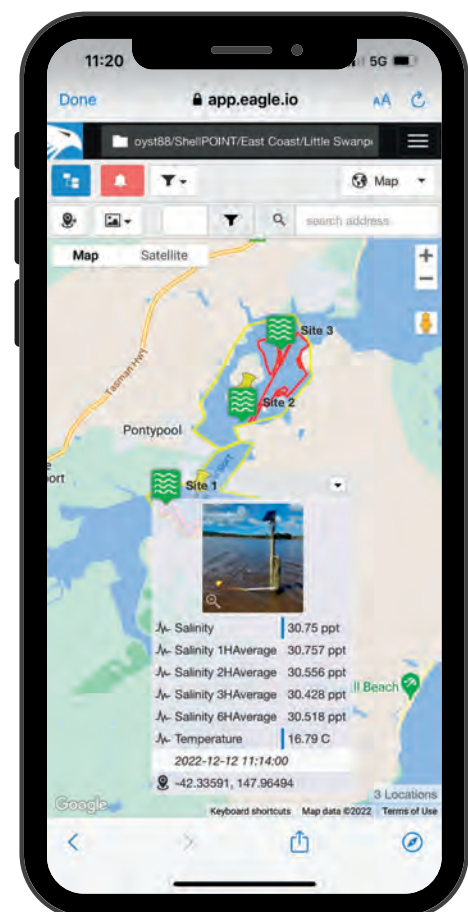 11:20
5G
Done
app.eagle.io
AA
oyst88/ShellPOINT/East Coast/Little Swanp
Map
search address
Map Satellite
Site 3
Tasman Hwy
Site 2
Pontypool
ort
Site 1
Salinity 30.75 ppt
Salinity 1HAverage 30.757 ppt
Salinity 2HAverage 30.556 ppt
Salinity 3HAverage 30.428 ppt
Salinity 6HAverage 30.518 ppt
Temperature 16.79 C
ll Beach
2022-12-12 11:14:00
-42.33591, 147.96494
3 Locations
Google
Keyboard shortcuts Map data ©2022 Terms of Use